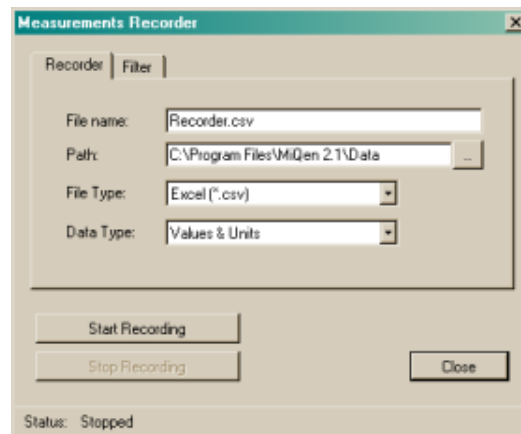 Measurements Recorder
Recorder Filter
File name: Recorder.csv
Path: C:\Program Files\MiQen 2.1\Data ...
File Type: Excel (*.csv)
Data Type: Values & Units
Start Recording
Stop Recording Close
Status: Stopped